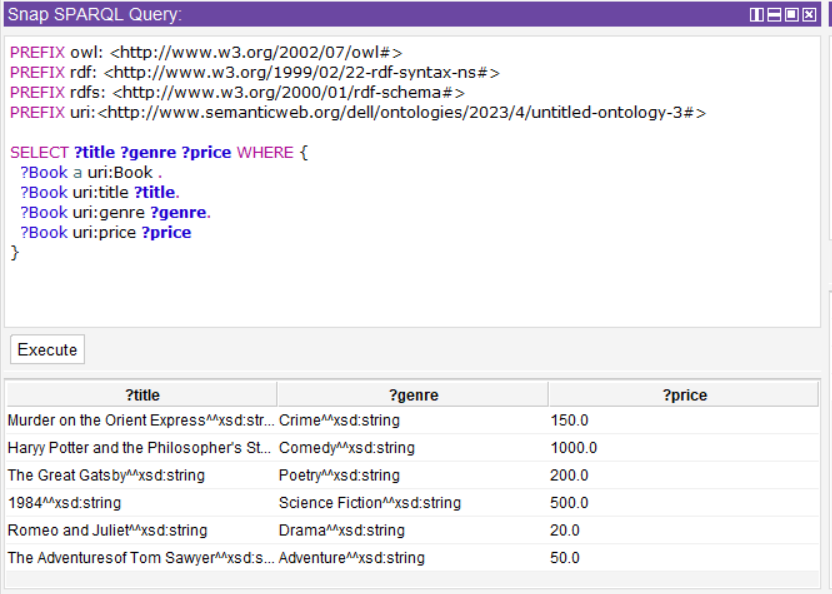 Snap SPARQL Query:
PREFIX owl: <http://www.w3.org/2002/07/owl#>
PREFIX rdf: <http://www.w3.org/1999/02/22-rdf-syntax-ns#>
PREFIX rdfs: <http://www.w3.org/2000/01/rdf-schema#>
PREFIX uri:<http://www.semanticweb.org/dell/ontologies/2023/4/untitled-ontology-3#>
SELECT ?title ?genre ?price WHERE {
?Book a uri:Book .
?Book uri:title ?title.
?Book uri:genre ?genre.
?Book uri:price ?price
}
Execute
?title ?genre ?price
Murder on the Orient Express^^xsd:str... Crime^^xsd:string 150.0
Haryy Potter and the Philosopher's St... Comedy^^xsd:string 1000.0
The Great Gatsby^^xsd:string Poetry^^xsd:string 200.0
1984^^xsd:string Science Fiction^^xsd:string 500.0
Romeo and Juliet^^xsd:string Drama^^xsd:string 20.0
The Adventuresof Tom Sawyer^^xsd:s... Adventure^^xsd:string 50.0